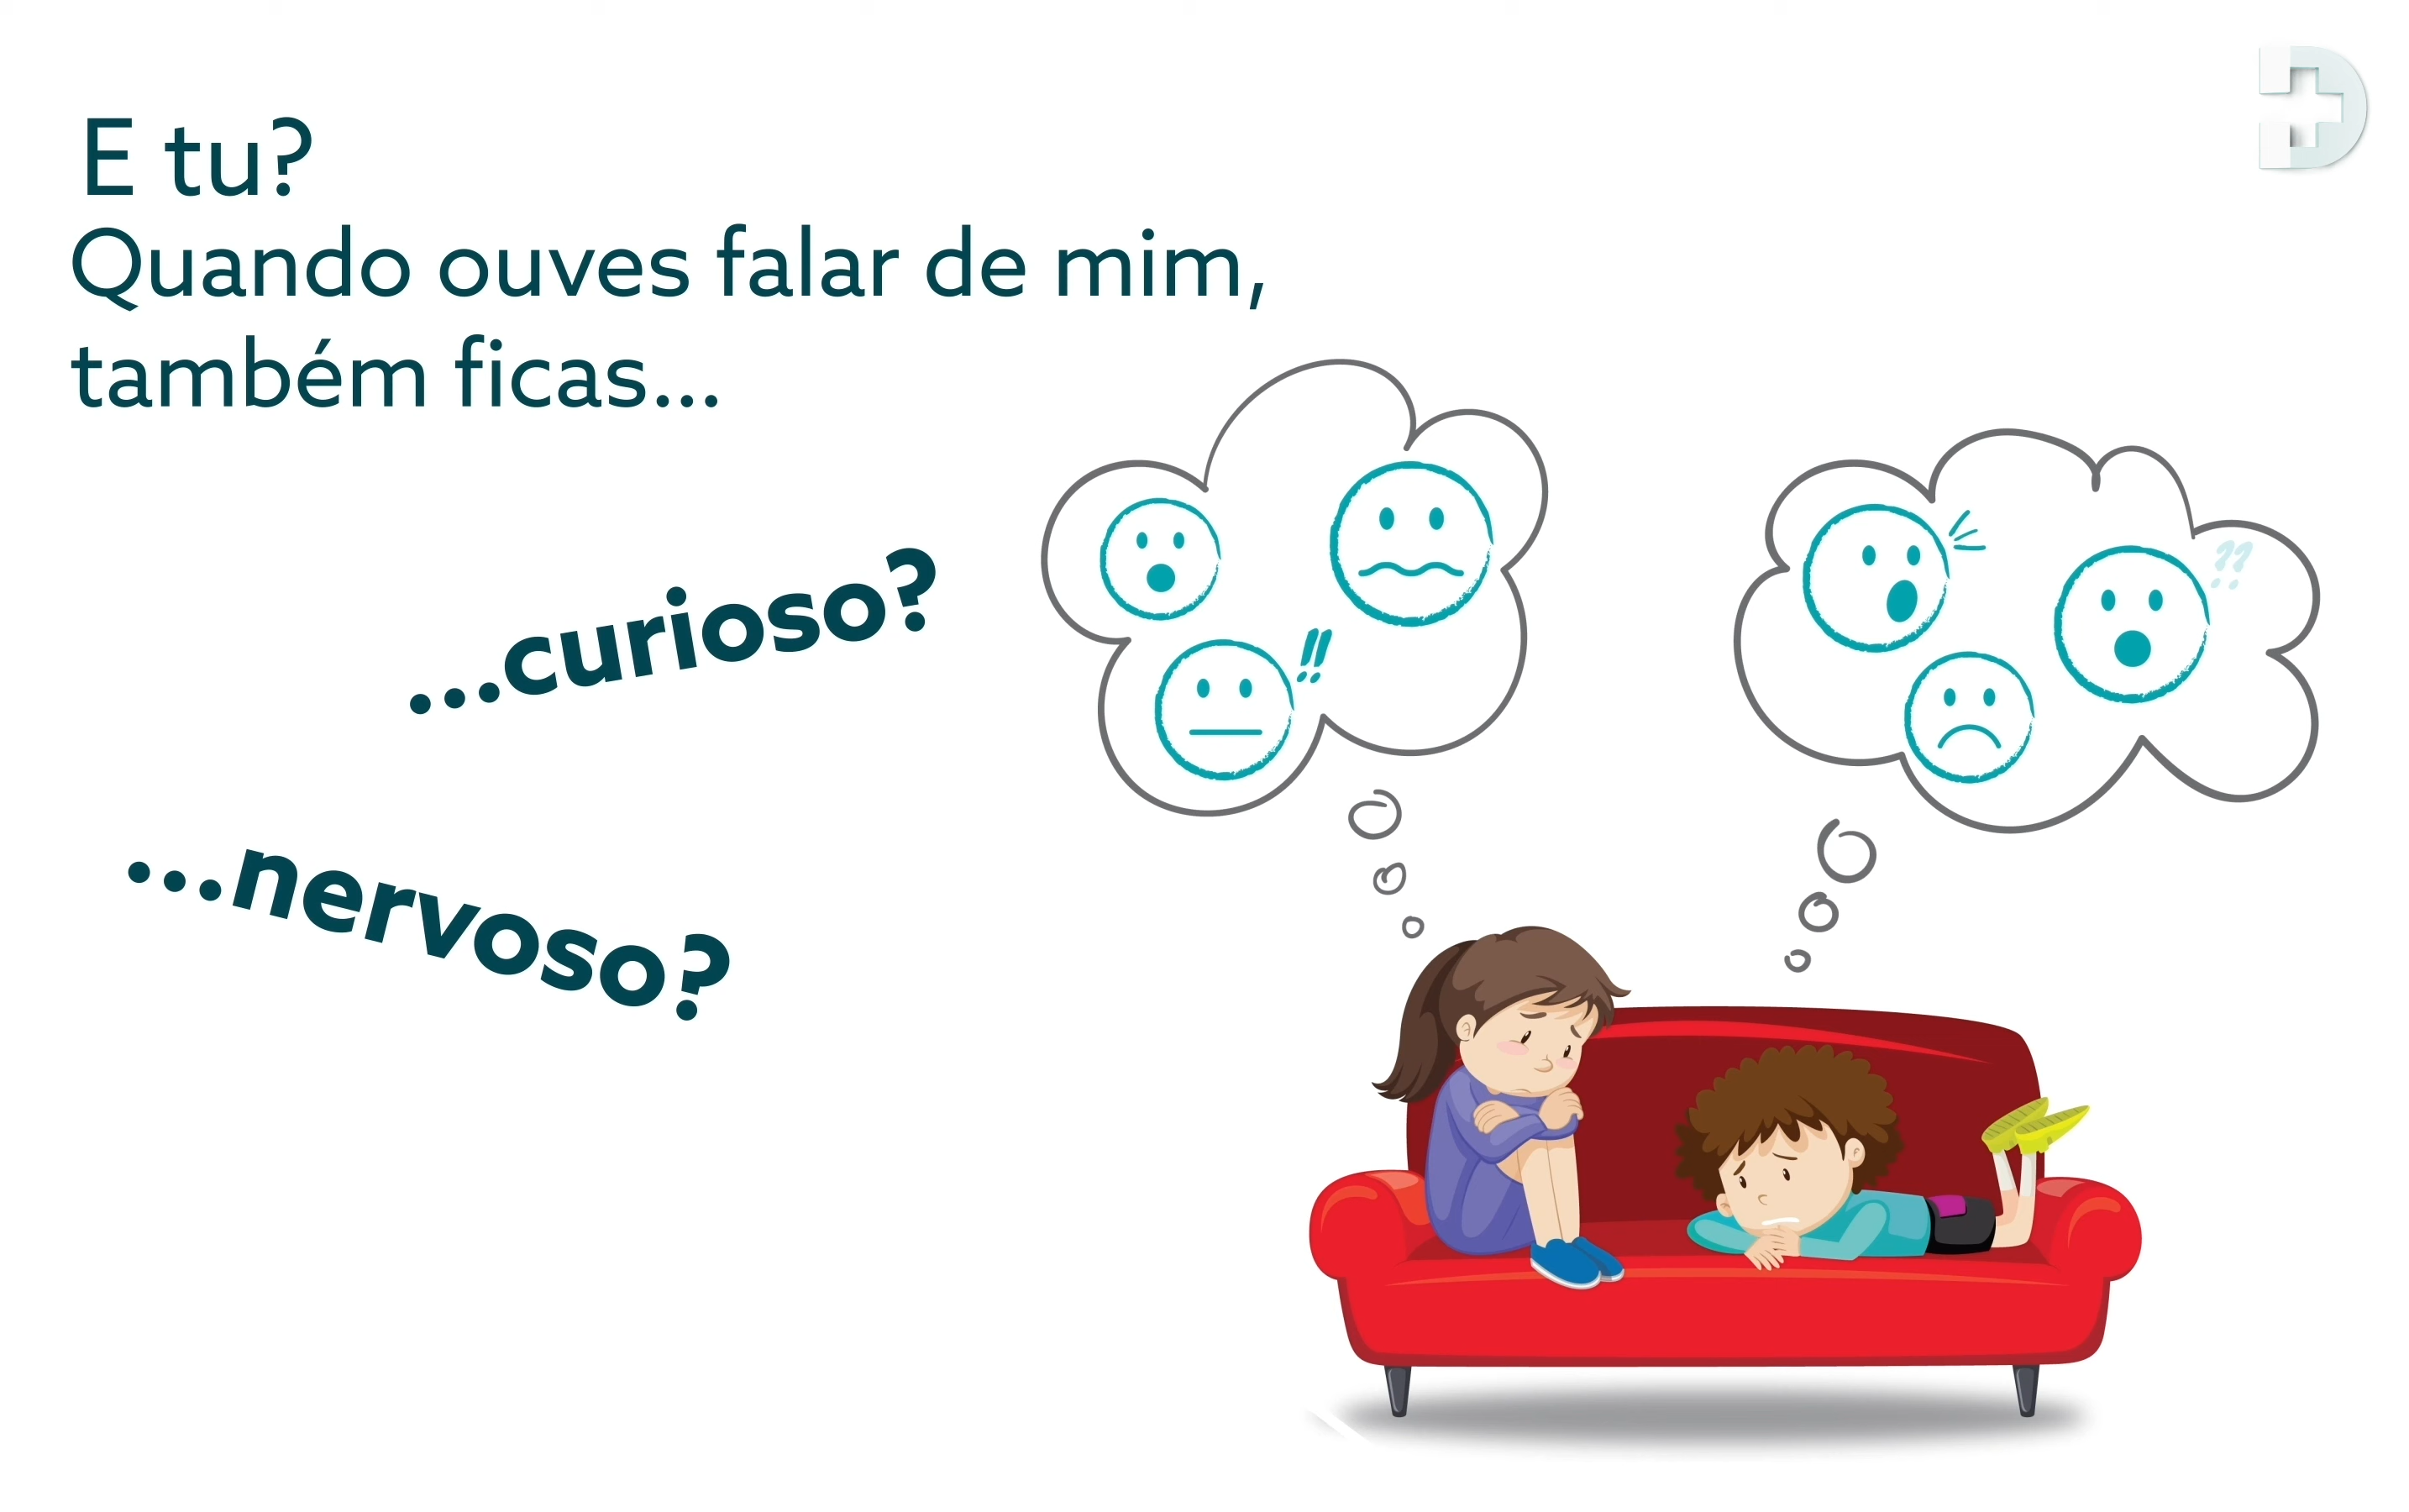 E tu?
Quando ouves falar de mim,
também ficas...
...curioso?
...nervoso?
!!
??